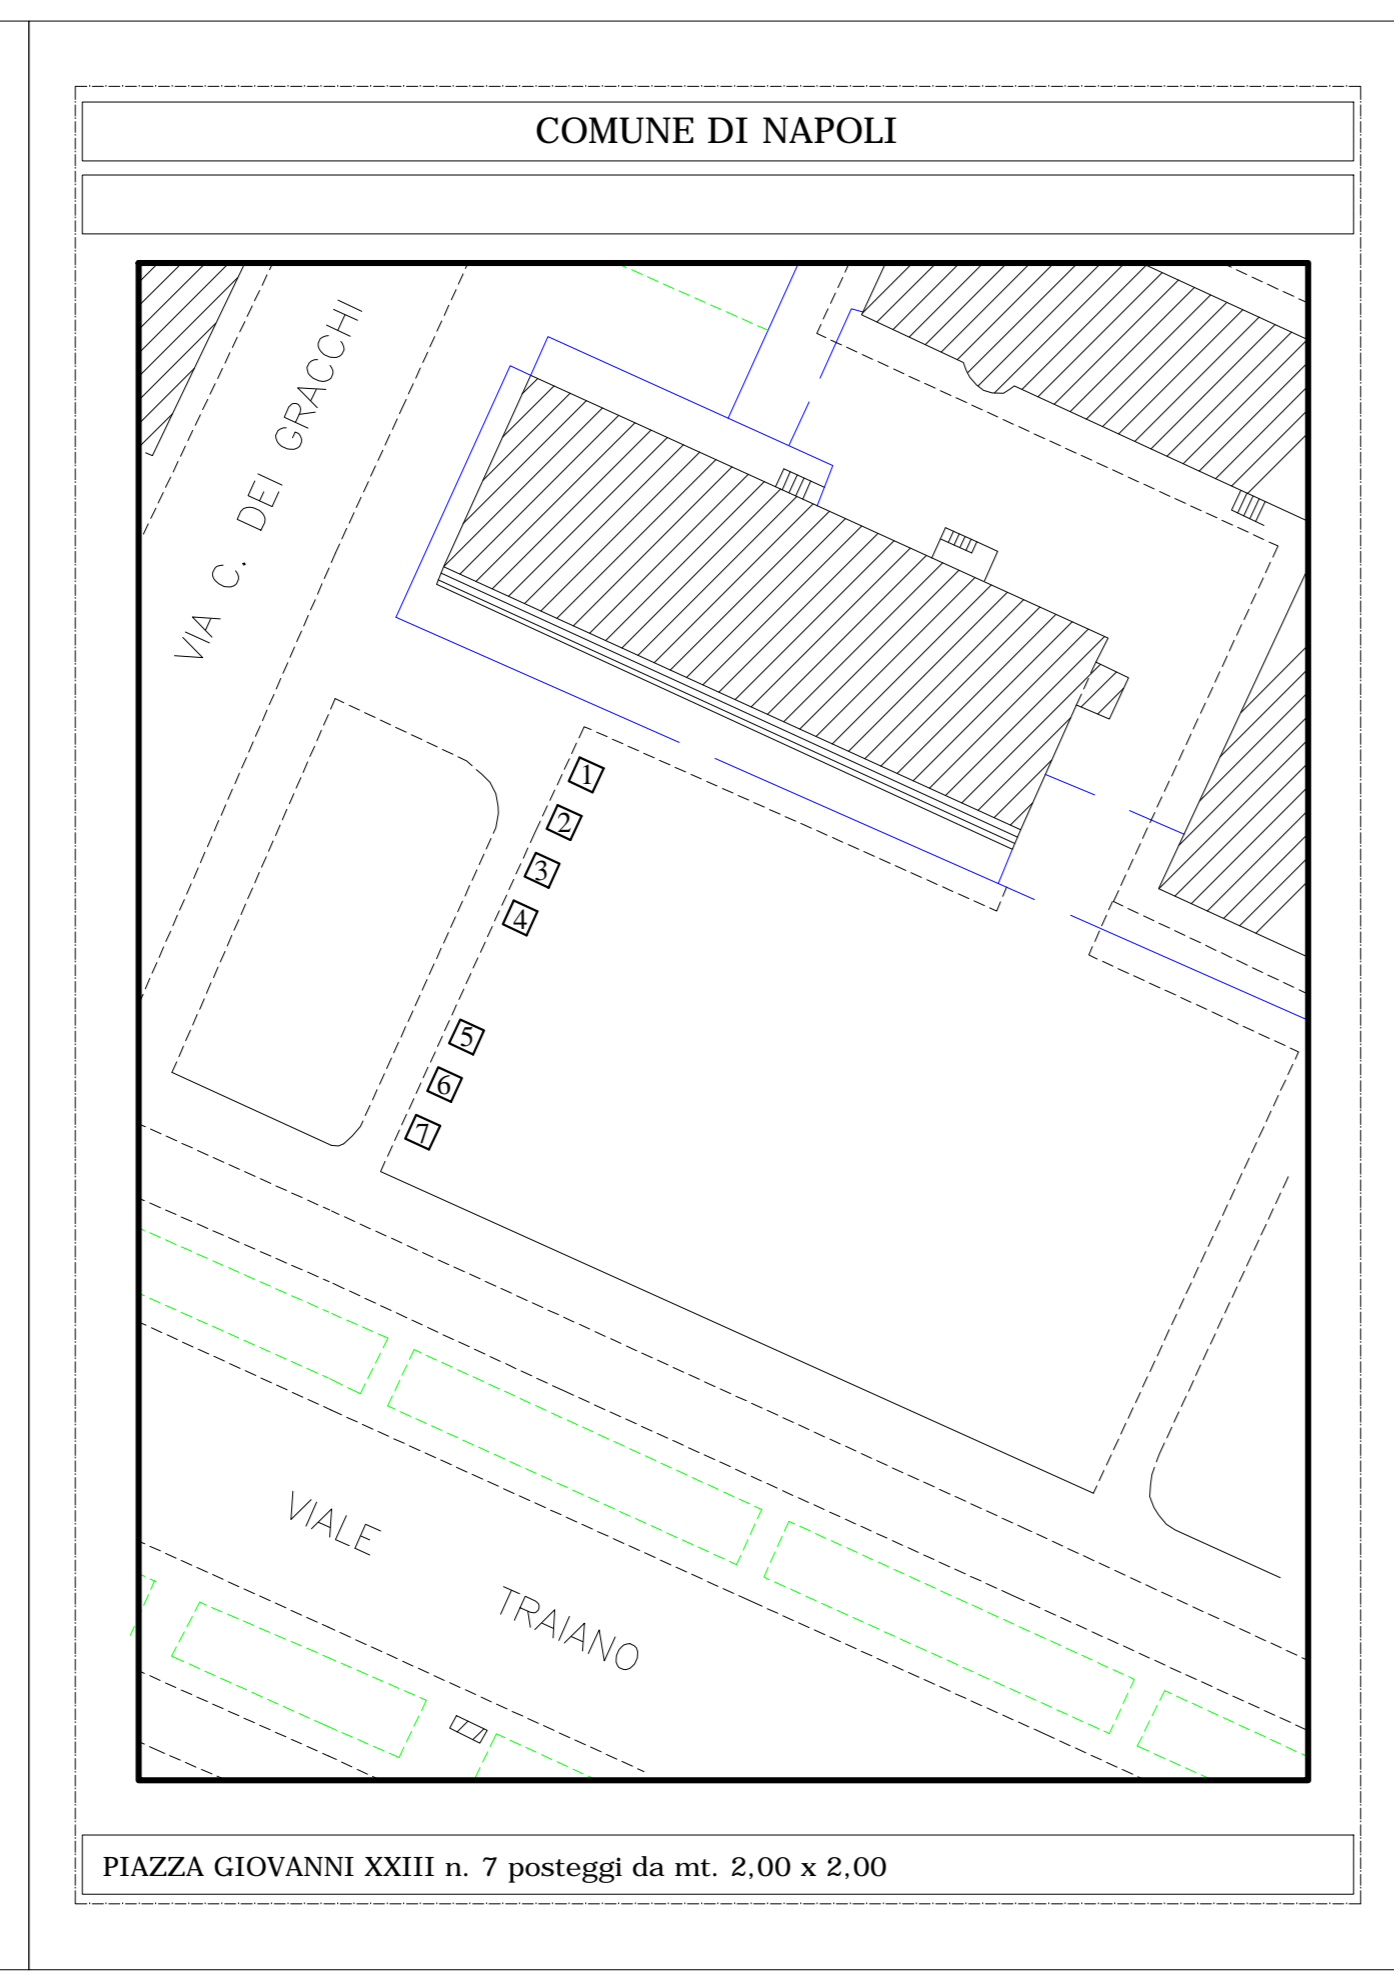 COMUNE DI NAPOLI
VIA C. DEI GRACCHI
1
2
3
4
5
6
7
VIALE
TRAIANO
PIAZZA GIOVANNI XXIII n. 7 posteggi da mt. 2,00 x 2,00